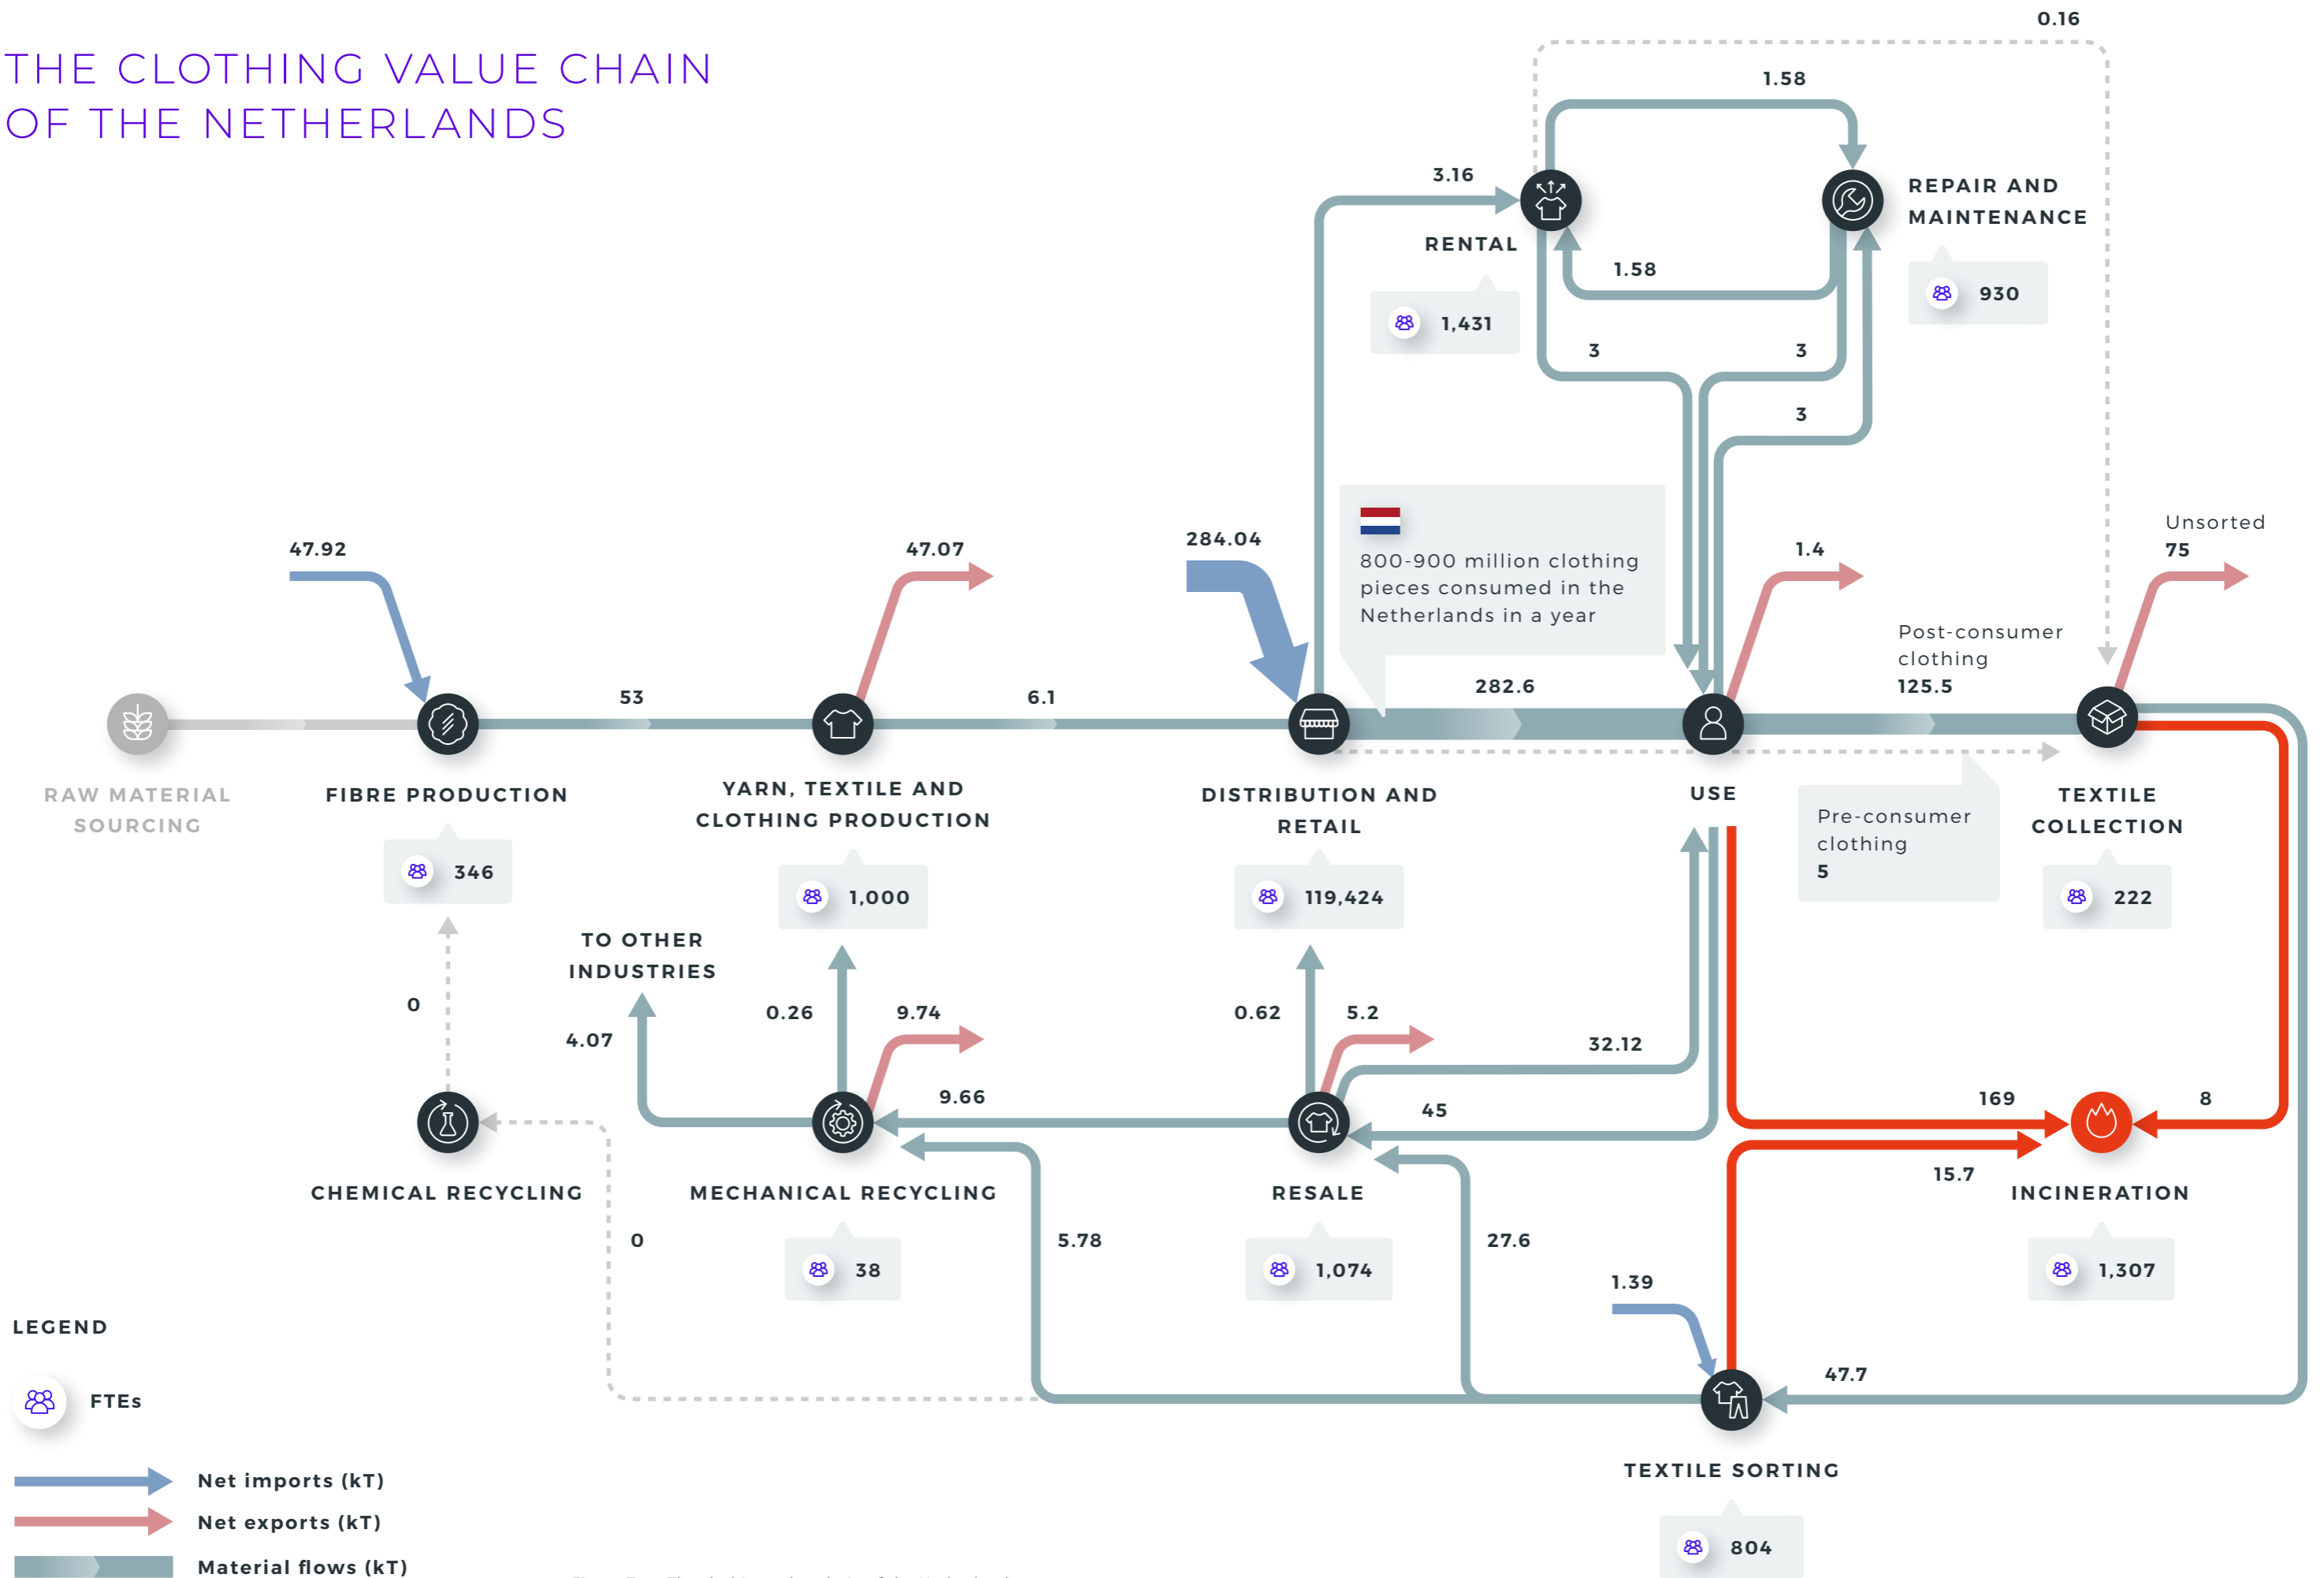 THE CLOTHING VALUE CHAIN
OF THE NETHERLANDS
0.16
1.58
3.16
REPAIR AND
MAINTENANCE
RENTAL
1.58
930
1,431
3
3
3
284.04
800-900 million clothing
pieces consumed in the
Netherlands in a year
47.92
47.07
1.4
Unsorted
75
Post-consumer
clothing
125.5
53
6.1
282.6
RAW MATERIAL
SOURCING
FIBRE PRODUCTION
346
YARN, TEXTILE AND
CLOTHING PRODUCTION
1,000
DISTRIBUTION AND
RETAIL
119,424
USE
Pre-consumer
clothing
5
TEXTILE
COLLECTION
222
TO OTHER
INDUSTRIES
0
4.07
0.26
9.74
0.62
5.2
32.12
9.66
45
169
8
15.7
CHEMICAL RECYCLING
MECHANICAL RECYCLING
38
RESALE
1,074
INCINERATION
1,307
0
5.78
27.6
1.39
47.7
TEXTILE SORTING
804
LEGEND
FTEs
Net imports (kT)
Net exports (kT)
Material flows (kT)